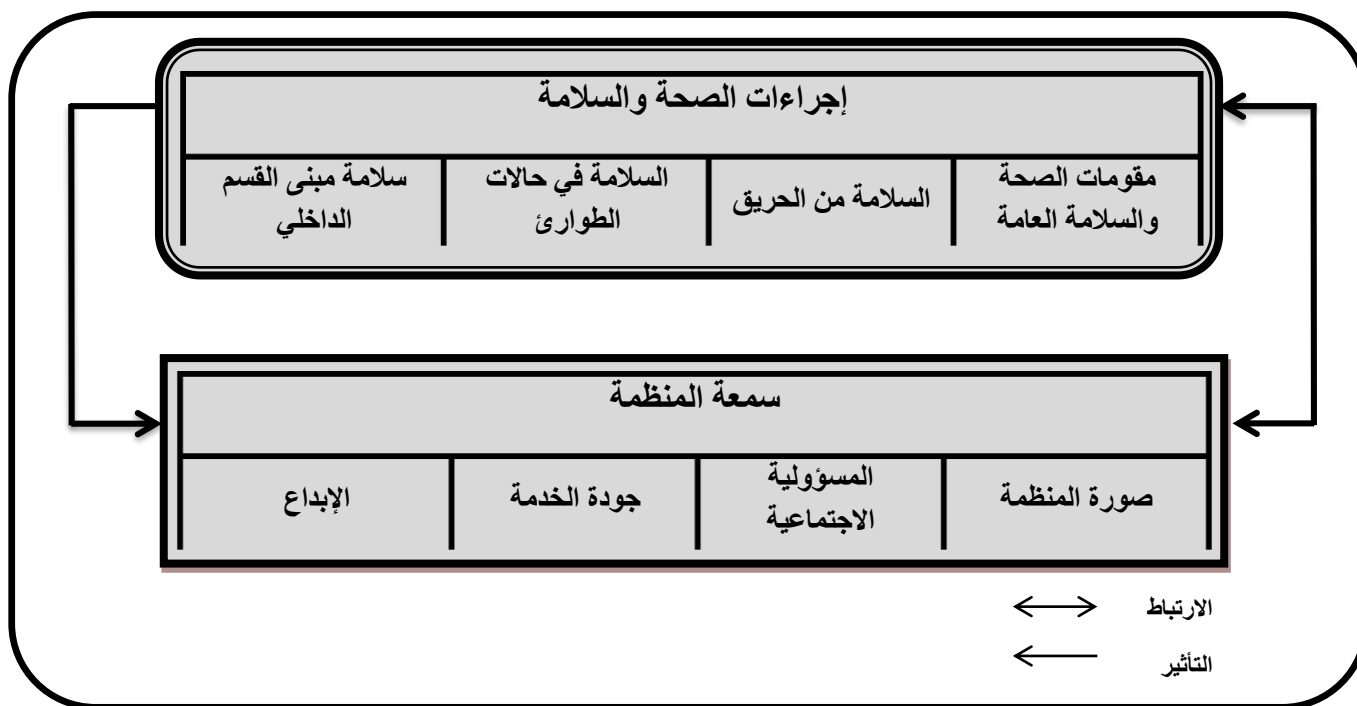 إجراءات الصحة والسلامة
مقومات الصحة
والسلامة العامة
السلامة من الحريق
السلامة في حالات
الطوارئ
سلامة مبنى القسم
الداخلي
سمعة المنظمة
صورة المنظمة
المسؤولية
الاجتماعية
جودة الخدمة
الإبداع
الارتباط
التأثير